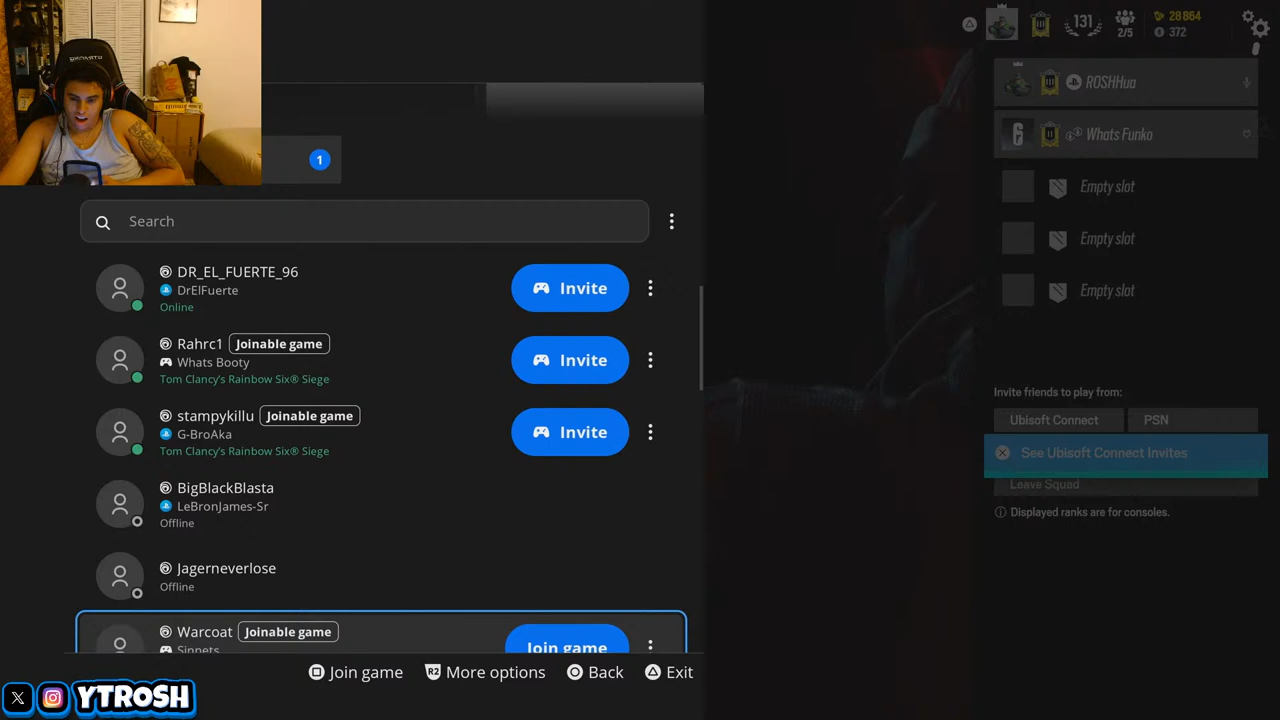 131
2/5
28 864
372
ROSHHua
Whats Funko
Empty slot
Empty slot
Empty slot
Invite friends to play from:
Ubisoft Connect
PSN
See Ubisoft Connect Invites
Leave Squad
Displayed ranks are for consoles.
1
Search
DR_EL_FUERTE_96
DrElFuerte
Online
Invite
Rahrc1 Joinable game
Whats Booty
Tom Clancy's Rainbow Six® Siege
Invite
stampykillu Joinable game
G-BroAka
Tom Clancy's Rainbow Six® Siege
Invite
BigBlackBlasta
LeBronJames-Sr
Offline
Jagerneverlose
Offline
Warcoat Joinable game
Sinnets
Join game
Join game R2 More options Back Exit
YTROSH